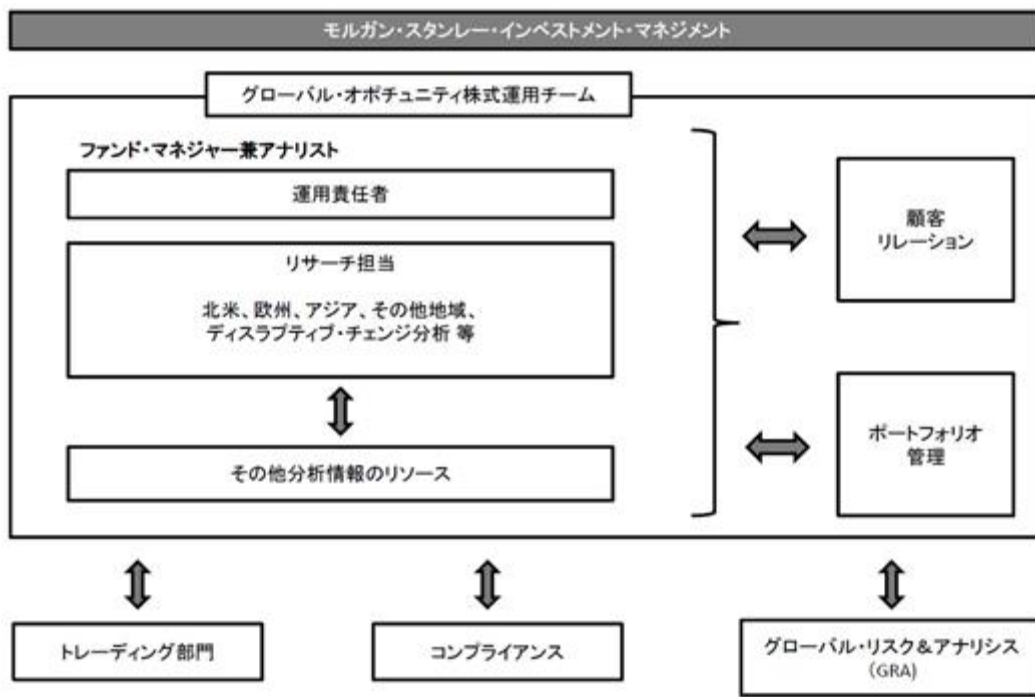 モルガン・スタンレー・インベストメント・マネジメント
グローバル・オポチュニティ株式運用チーム
ファンド・マネジャー兼アナリスト
運用責任者
リサーチ担当
北米、欧州、アジア、その他地域、
ディスラプティブ・チェンジ分析 等
その他分析情報のリソース
顧客
リレーション
ポートフォリオ
管理
トレーディング部門
コンプライアンス
グローバル・リスク&アナリシス
(GRA)